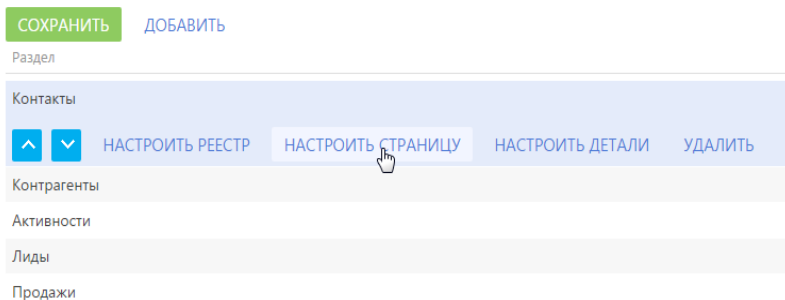 СОХРАНИТЬ ДОБАВИТЬ
Раздел
Контакты
НАСТРОИТЬ РЕЕСТР НАСТРОИТЬ СТРАНИЦУ НАСТРОИТЬ ДЕТАЛИ УДАЛИТЬ
Контрагенты
Активности
Лиды
Продажи